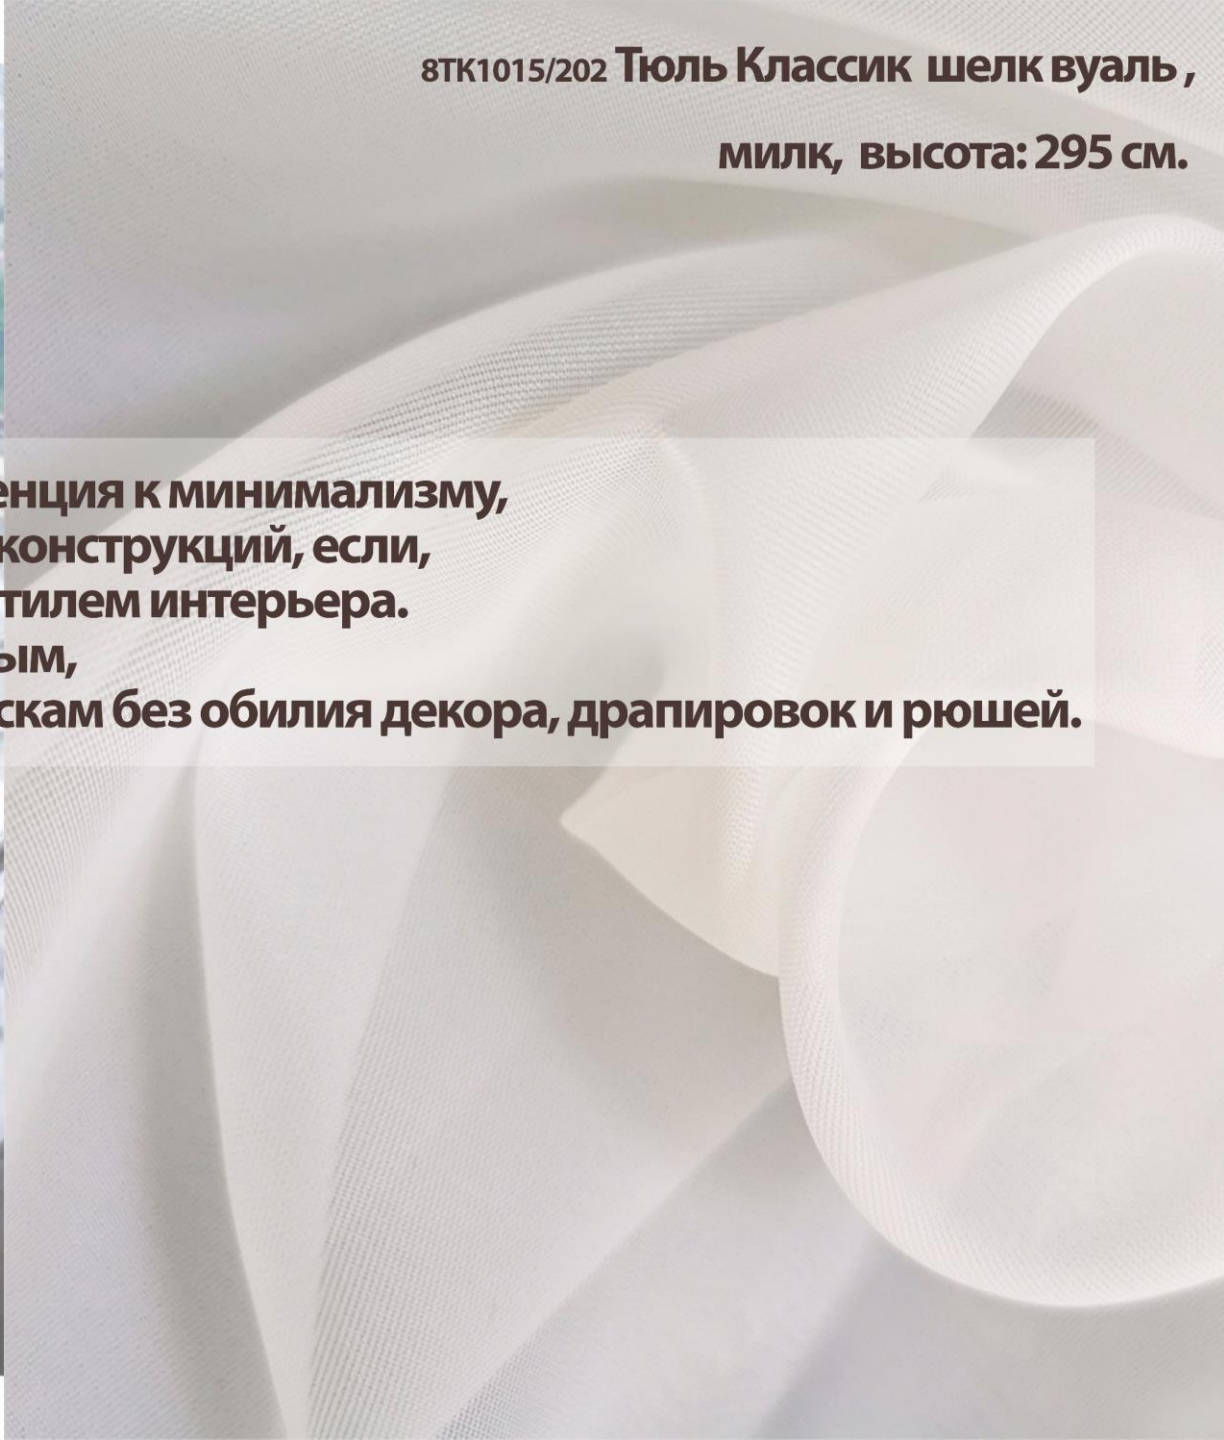 8ТК1015/202 Тюль Классик шелк вуаль ,
милк, высота: 295 см.
енция к минимализму,
конструкций, если,
тилем интерьера.
ым,
скам без обилия декора, драпировок и рюшей.